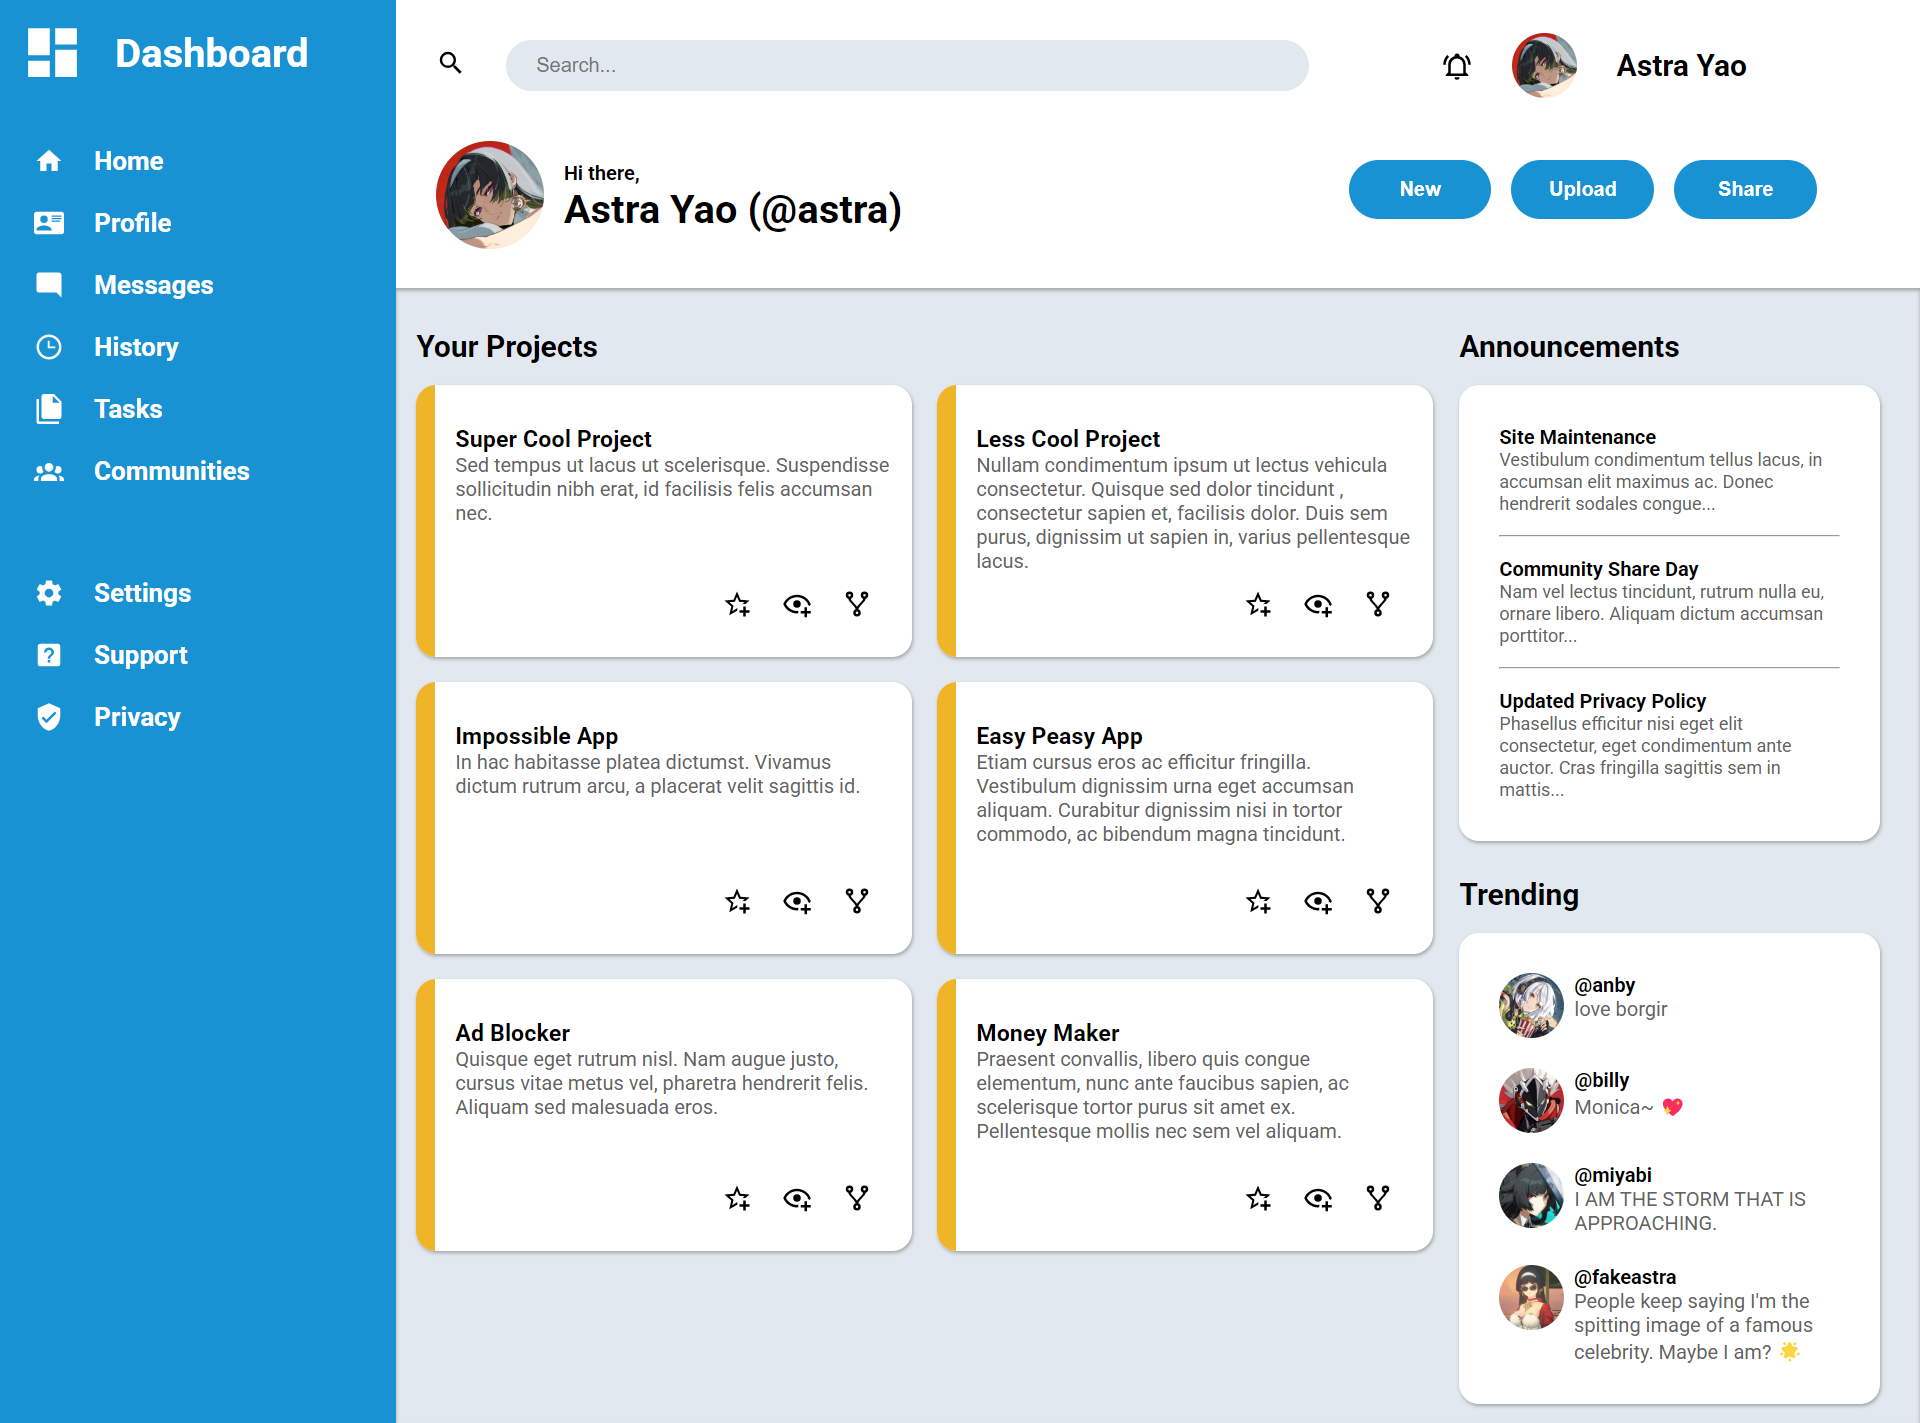 Dashboard
Home
Profile
Messages
History
Tasks
Communities
Settings
Support
Privacy
Search...
Astra Yao
Hi there,
Astra Yao (@astra)
New
Upload
Share
Your Projects
Super Cool Project
Sed tempus ut lacus ut scelerisque. Suspendisse
sollicitudin nibh erat, id facilisis felis accumsan
nec.
Less Cool Project
Nullam condimentum ipsum ut lectus vehicula
consectetur. Quisque sed dolor tincidunt ,
consectetur sapien et, facilisis dolor. Duis sem
purus, dignissim ut sapien in, varius pellentesque
lacus.
Impossible App
In hac habitasse platea dictumst. Vivamus
dictum rutrum arcu, a placerat velit sagittis id.
Easy Peasy App
Etiam cursus eros ac efficitur fringilla.
Vestibulum dignissim urna eget accumsan
aliquam. Curabitur dignissim nisi in tortor
commodo, ac bibendum magna tincidunt.
Ad Blocker
Quisque eget rutrum nisl. Nam augue justo,
cursus vitae metus vel, pharetra hendrerit felis.
Aliquam sed malesuada eros.
Money Maker
Praesent convallis, libero quis congue
elementum, nunc ante faucibus sapien, ac
scelerisque tortor purus sit amet ex.
Pellentesque mollis nec sem vel aliquam.
Announcements
Site Maintenance
Vestibulum condimentum tellus lacus, in
accumsan elit maximus ac. Donec
hendrerit sodales congue...
Community Share Day
Nam vel lectus tincidunt, rutrum nulla eu,
ornare libero. Aliquam dictum accumsan
porttitor...
Updated Privacy Policy
Phasellus efficitur nisi eget elit
consectetur, eget condimentum ante
auctor. Cras fringilla sagittis sem in
mattis...
Trending
@anby
love borgir
@billy
Monica~ 💖
@miyabi
I AM THE STORM THAT IS
APPROACHING.
@fakeastra
People keep saying I'm the
spitting image of a famous
celebrity. Maybe I am? 🌟